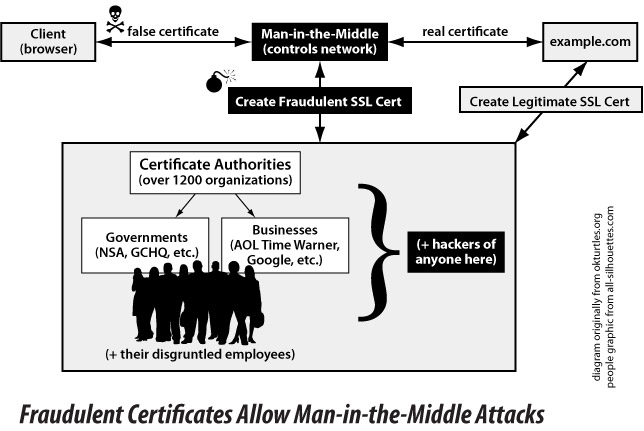 Client
(browser)
false certificate
Man-in-the-Middle
(controls network)
real certificate
example.com
Create Fraudulent SSL Cert
Create Legitimate SSL Cert
Certificate Authorities
(over 1200 organizations)
Governments
(NSA, GCHQ, etc.)
Businesses
(AOL Time Warner,
Google, etc.)
(+ hackers of
anyone here)
(+ their disgruntled employees)
diagram originally from okturtles.org
people graphic from all-silhouettes.com
Fraudulent Certificates Allow Man-in-the-Middle Attacks